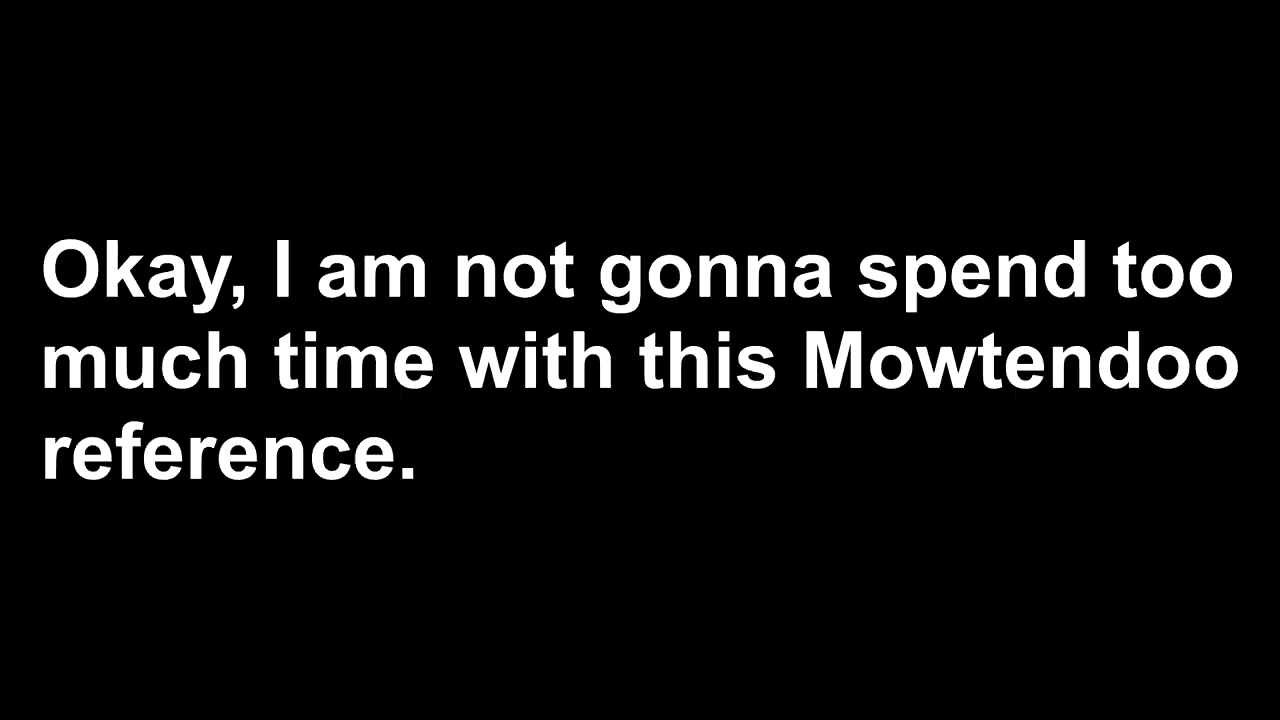 Okay, I am not gonna spend too
much time with this Mowtendoo
reference.